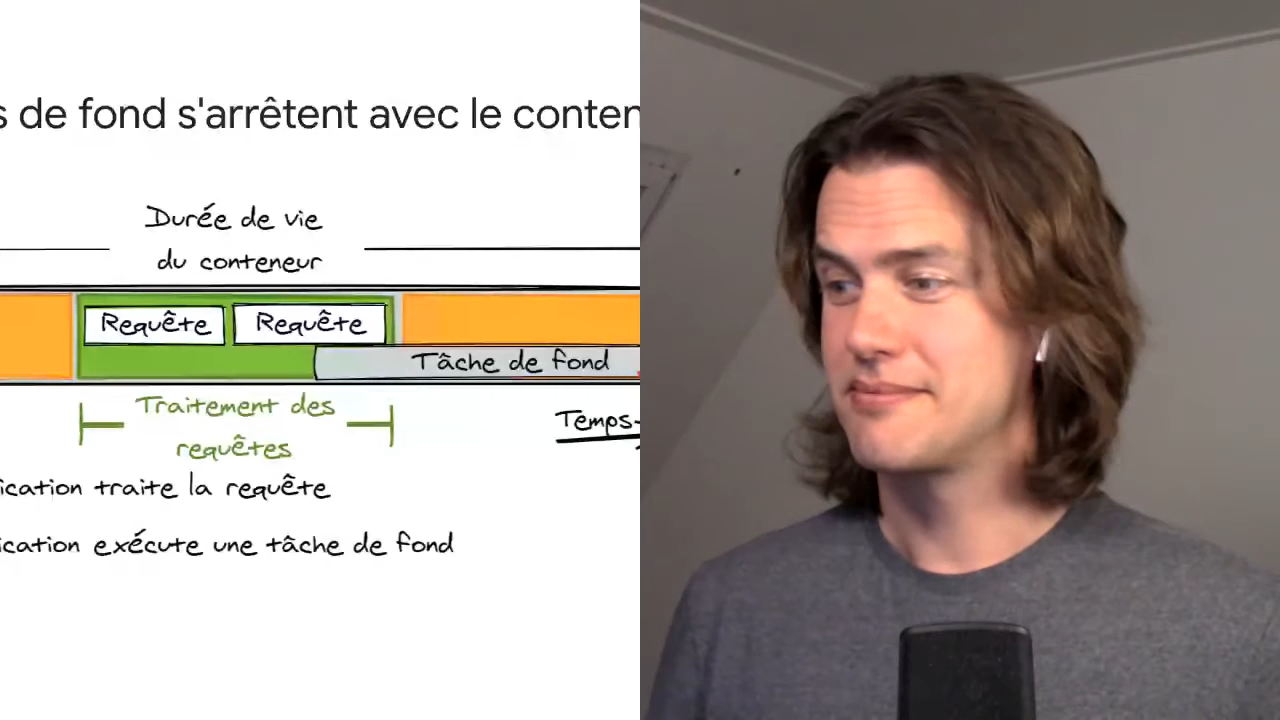 s de fond s'arrêtent avec le conten
Durée de vie
du conteneur
Requête Requête
Tâche de fond
Traitement des
requêtes
Temps-
ication traite la requête
ication exécute une tâche de fond